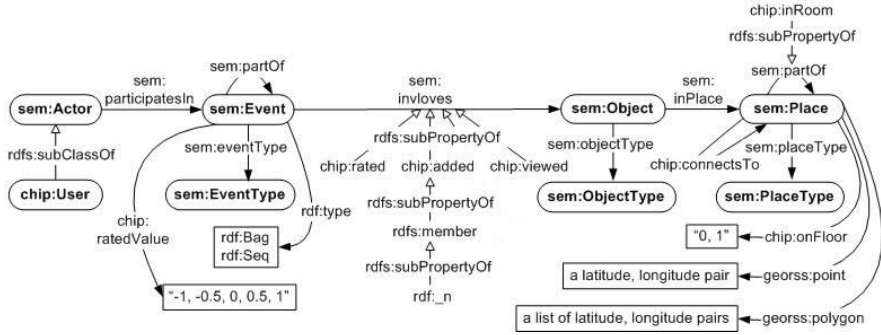 chip:inRoom
rdfs:subPropertyOf
sem:partOf
sem:
participatesIn
sem:
invloves
sem:
inPlace
sem:partOf
sem:Actor
sem:Event
sem:Object
sem:Place
rdfs:subClassOf
sem:eventType
rdfs:subPropertyOf
sem:objectType
chip:connectsTo
sem:placeType
chip:rated
chip:added
chip:viewed
chip:User
sem:EventType
sem:ObjectType
sem:PlaceType
chip:
ratedValue
rdf:type
rdfs:subPropertyOf
rdfs:member
rdfs:subPropertyOf
rdf:_n
rdf:Bag
rdf:Seq
"0, 1"
chip:onFloor
a latitude, longitude pair
georss:point
"-1, -0.5, 0, 0.5, 1"
a list of latitude, longitude pairs
georss:polygon